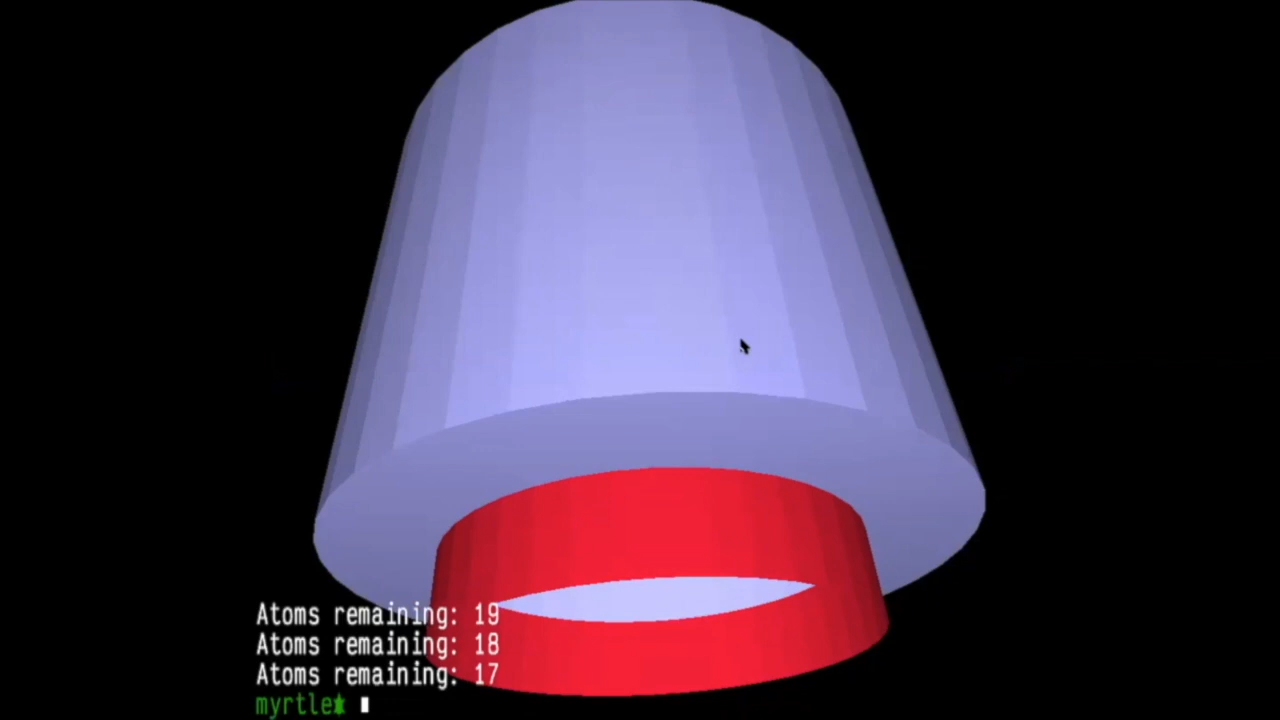 Atoms remaining: 19
Atoms remaining: 18
Atoms remaining: 17
myrtle